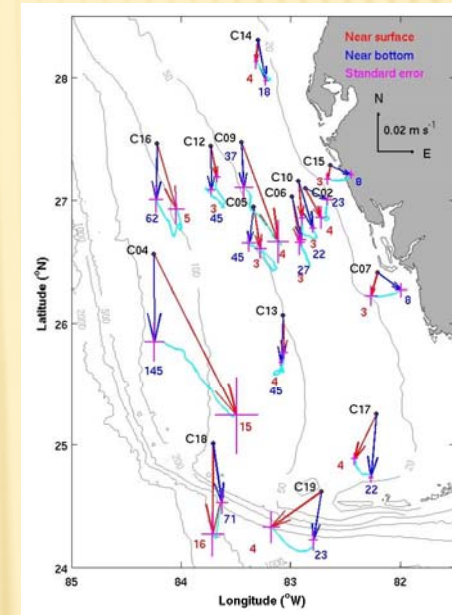 C14
Near surface
Near bottom
Standard error
28
4
18
N
0.02 m s⁻¹
E
C16
C12
C09
37
C15
3
8
27
62
5
3
45
C05
C10
C06
C02
23
4
C04
45
3
4
3
22
27
3
C07
3
8
26
C13
145
4
45
15
C17
25
C18
4
22
71
C19
16
4
23
24
85
84
83
82
Latitude (°N)
Longitude (°W)
50
100
20